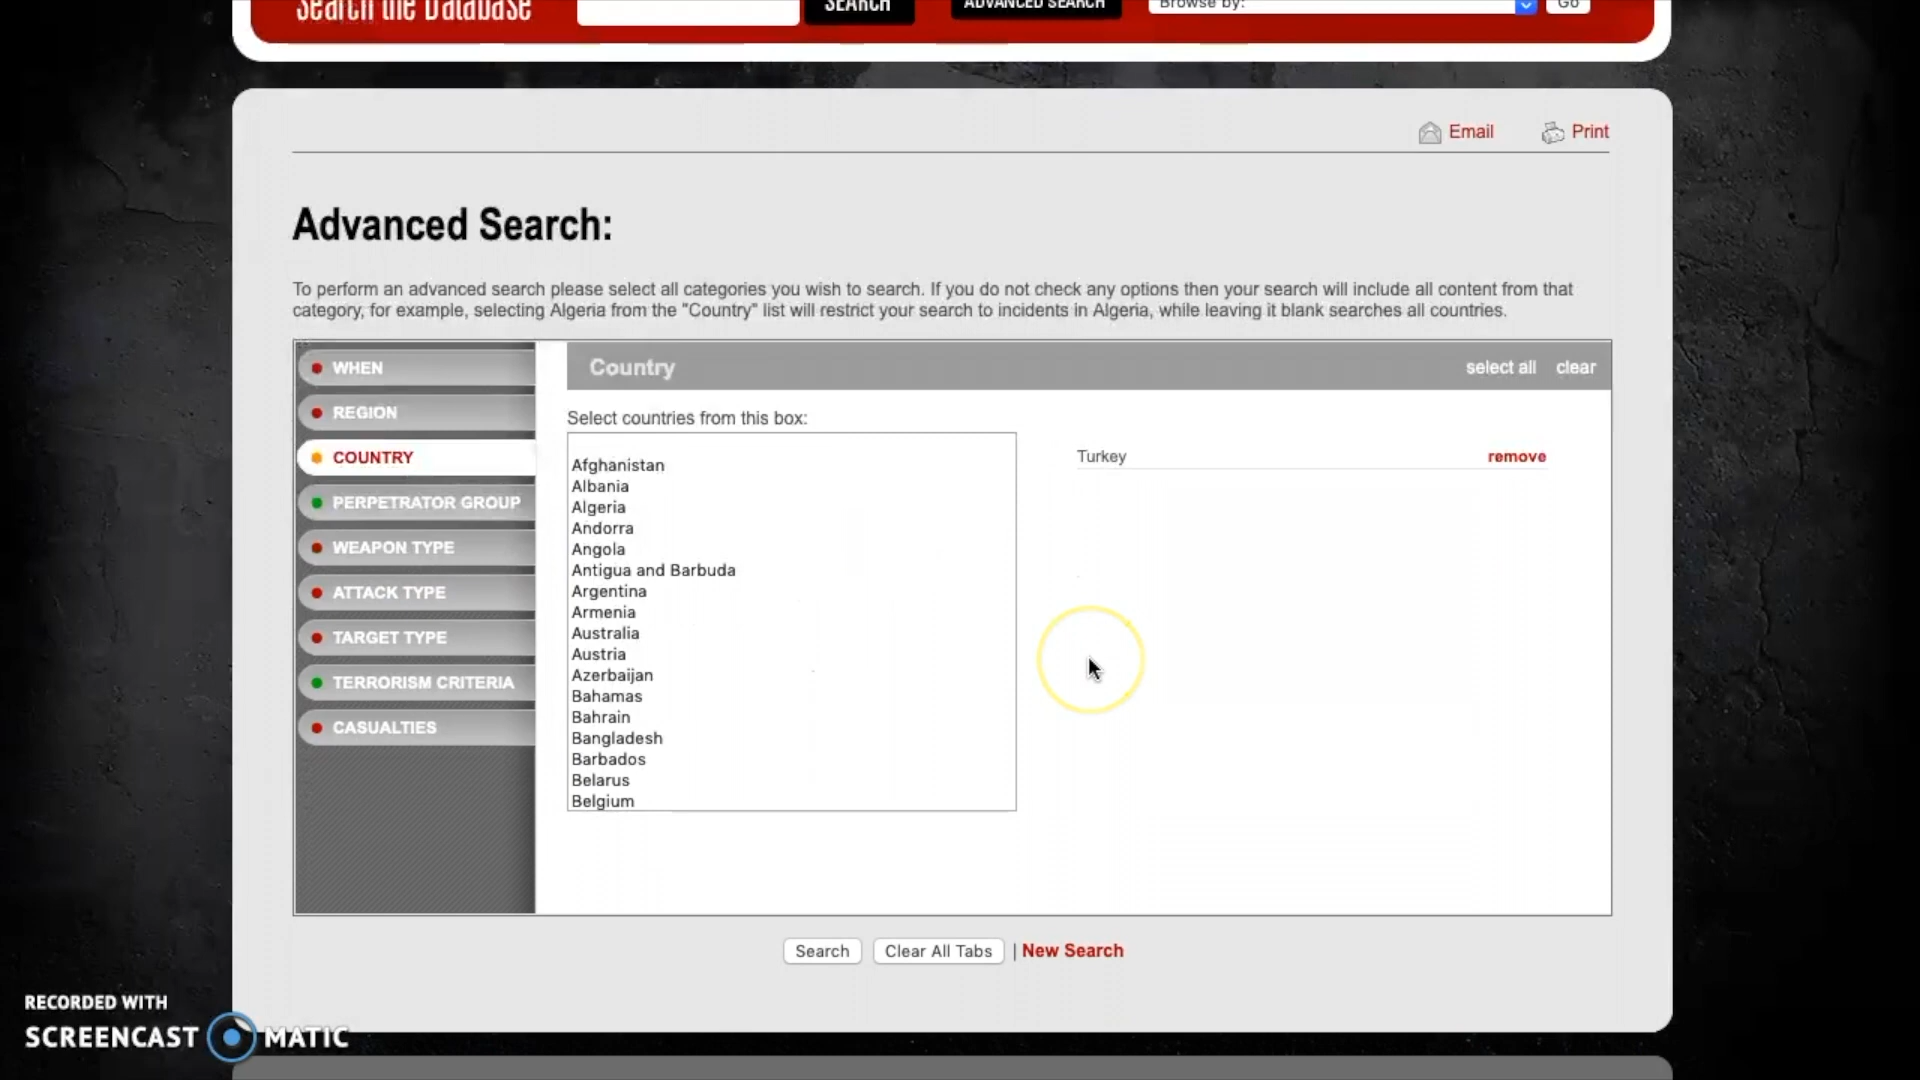 Search the Database
SEARCH
ADVANCED SEARCH
Browse by:
Go
Email
Print
Advanced Search:
To perform an advanced search please select all categories you wish to search. If you do not check any options then your search will include all content from that
category, for example, selecting Algeria from the "Country" list will restrict your search to incidents in Algeria, while leaving it blank searches all countries.
WHEN
REGION
COUNTRY
PERPETRATOR GROUP
WEAPON TYPE
ATTACK TYPE
TARGET TYPE
TERRORISM CRITERIA
CASUALTIES
Country
select all
clear
Select countries from this box:
Afghanistan
Albania
Algeria
Andorra
Angola
Antigua and Barbuda
Argentina
Armenia
Australia
Austria
Azerbaijan
Bahamas
Bahrain
Bangladesh
Barbados
Belarus
Belgium
Turkey
remove
Search
Clear All Tabs
| New Search
RECORDED WITH
SCREENCAST MATIC